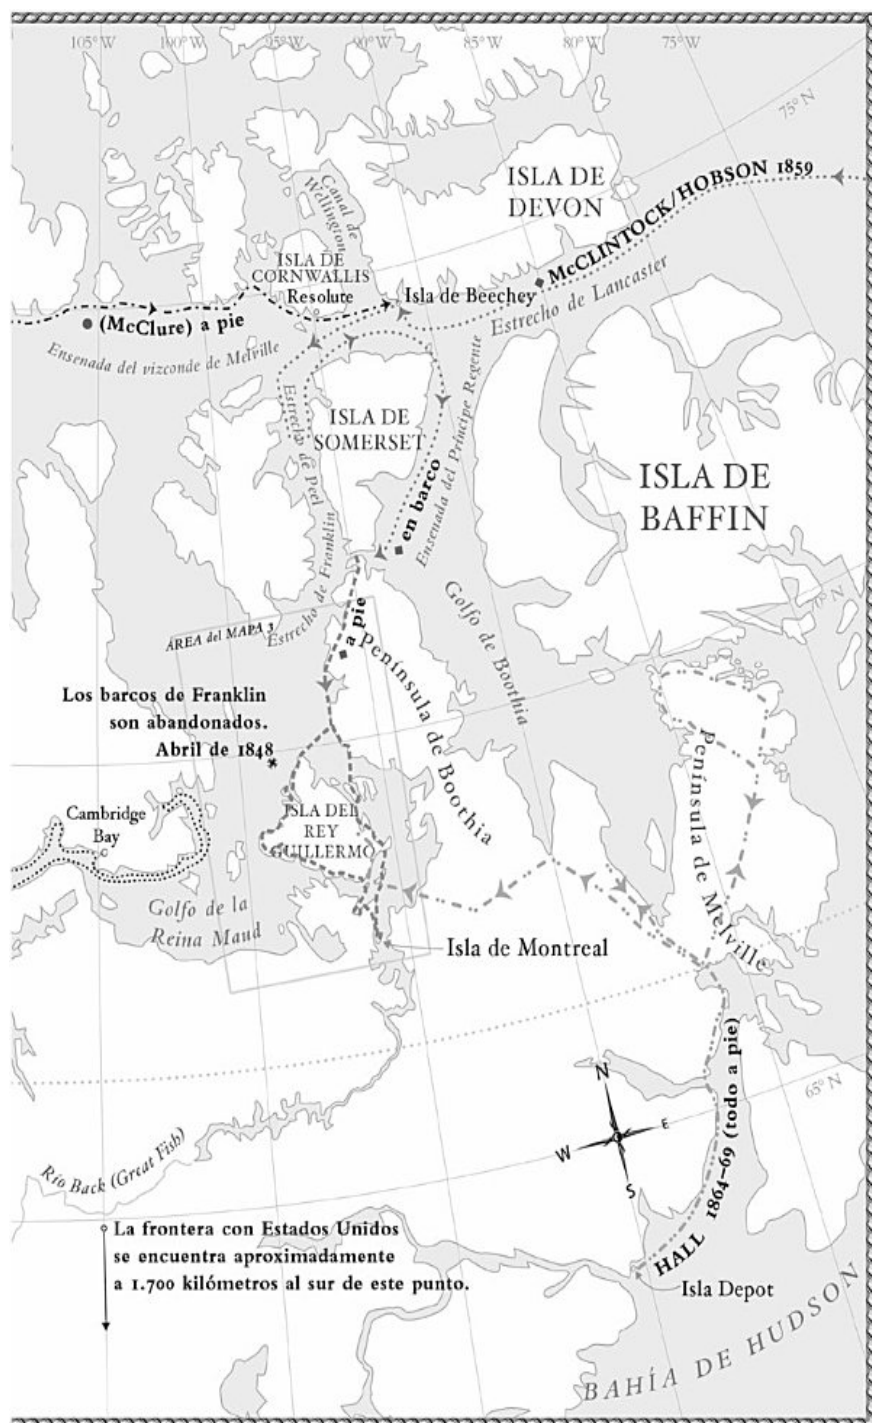 105°W 100°W 95°W 90°W 85°W 80°W 75°W
75° N
Canal de
Wellington
ISLA DE
DEVON
McCLINTOCK/HOBSON 1859
ISLA DE
CORNWALLIS
Resolute
Isla de Beechey
Estrecho de Lancaster
(McClure) a pie
Ensenada del vizconde de Melville
Estrecho de Peel
ISLA DE
SOMERSET
en barco
Ensenada del Príncipe Regente
ISLA DE
BAFFIN
Estrecho de Franklin
Golfo de Boothia
70° N
ÁREA del MAPA 3
a pie
Península de Boothia
Los barcos de Franklin
son abandonados.
Abril de 1848
Península de Melville
Cambridge
Bay
ISLA DEL
REY
GUILLERMO
Golfo de la
Reina Maud
Isla de Montreal
N
W E
S
65° N
HALL 1864–69 (todo a pie)
Río Back (Great Fish)
La frontera con Estados Unidos
se encuentra aproximadamente
a 1.700 kilómetros al sur de este punto.
Isla Depot
BAHÍA DE HUDSON